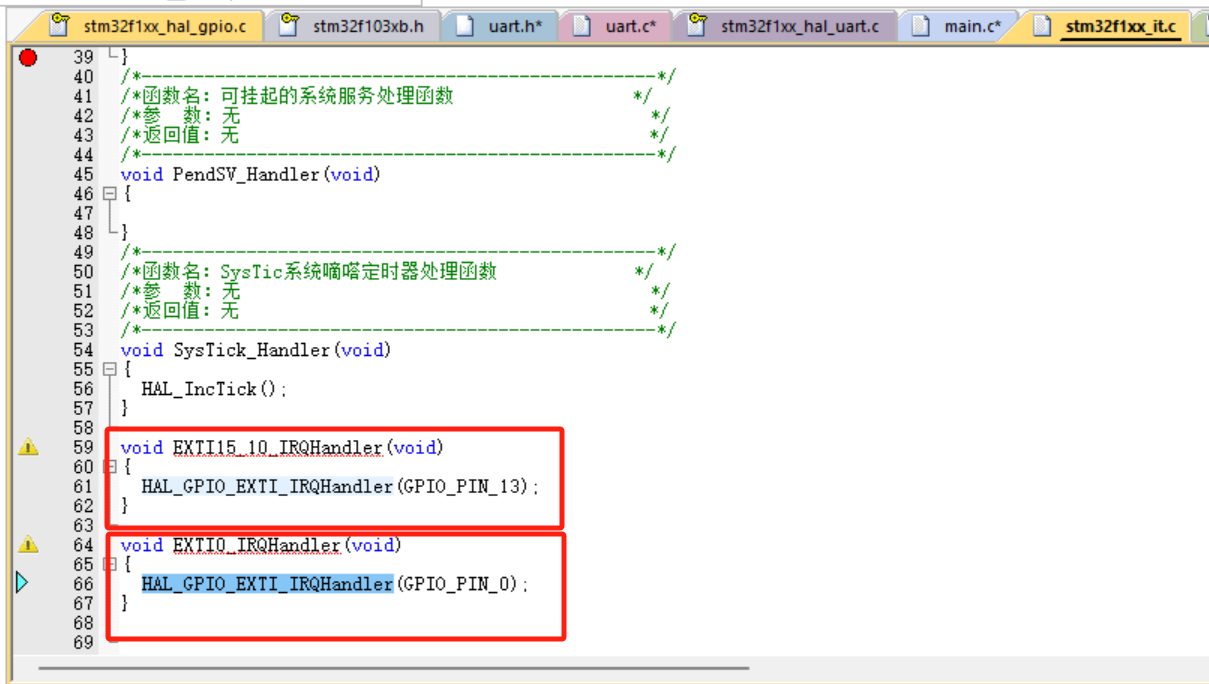 stm32f1xx_hal_gpio.c stm32f103xb.h uart.h* uart.c* stm32f1xx_hal_uart.c main.c* stm32f1xx_it.c
39 }
40 /*-------------------------------------------------*/
41 /*函数名：可挂起的系统服务处理函数 */
42 /*参 数：无 */
43 /*返回值：无 */
44 /*-------------------------------------------------*/
45 void PendSV_Handler(void)
46 {
47
48 }
49 /*-------------------------------------------------*/
50 /*函数名：SysTic系统嘀嗒定时器处理函数 */
51 /*参 数：无 */
52 /*返回值：无 */
53 /*-------------------------------------------------*/
54 void SysTick_Handler(void)
55 {
56 HAL_IncTick();
57 }
58
59 void EXTI15_10_IRQHandler(void)
60 {
61 HAL_GPIO_EXTI_IRQHandler(GPIO_PIN_13);
62 }
63
64 void EXTI0_IRQHandler(void)
65 {
66 HAL_GPIO_EXTI_IRQHandler(GPIO_PIN_0);
67 }
68
69